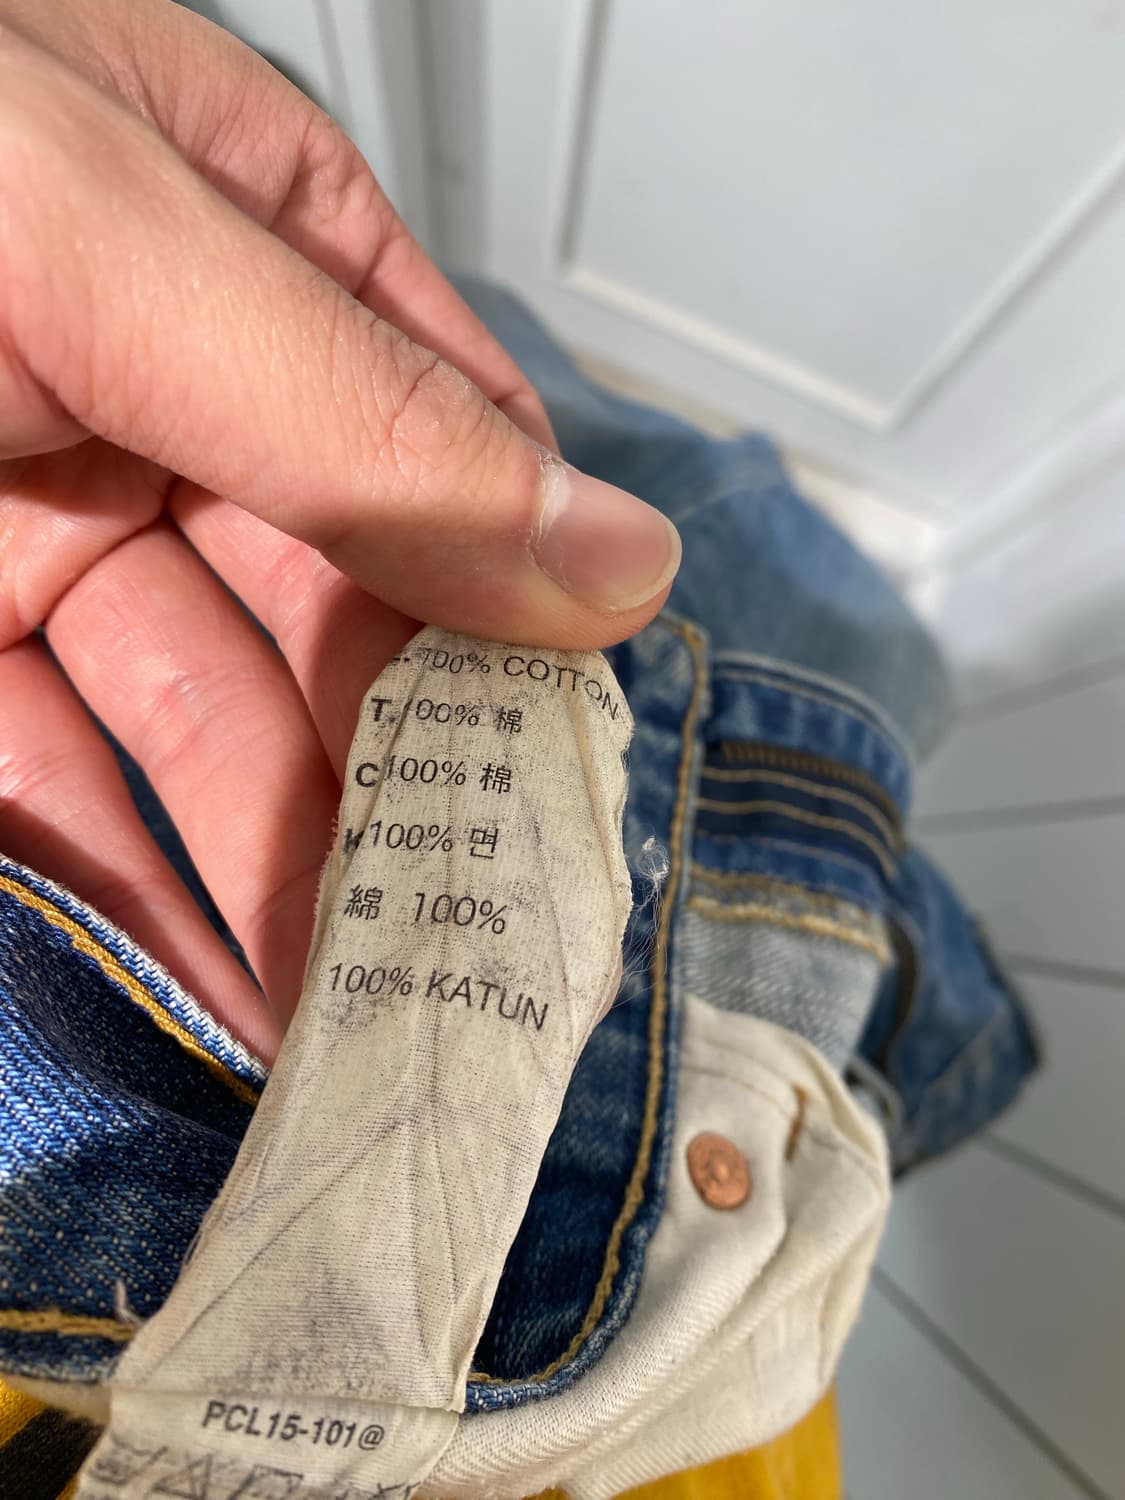 100% COTTON
T. 100% 棉
C 100% 棉
K 100% 면
綿 100%
100% KATUN
PCL15-101@